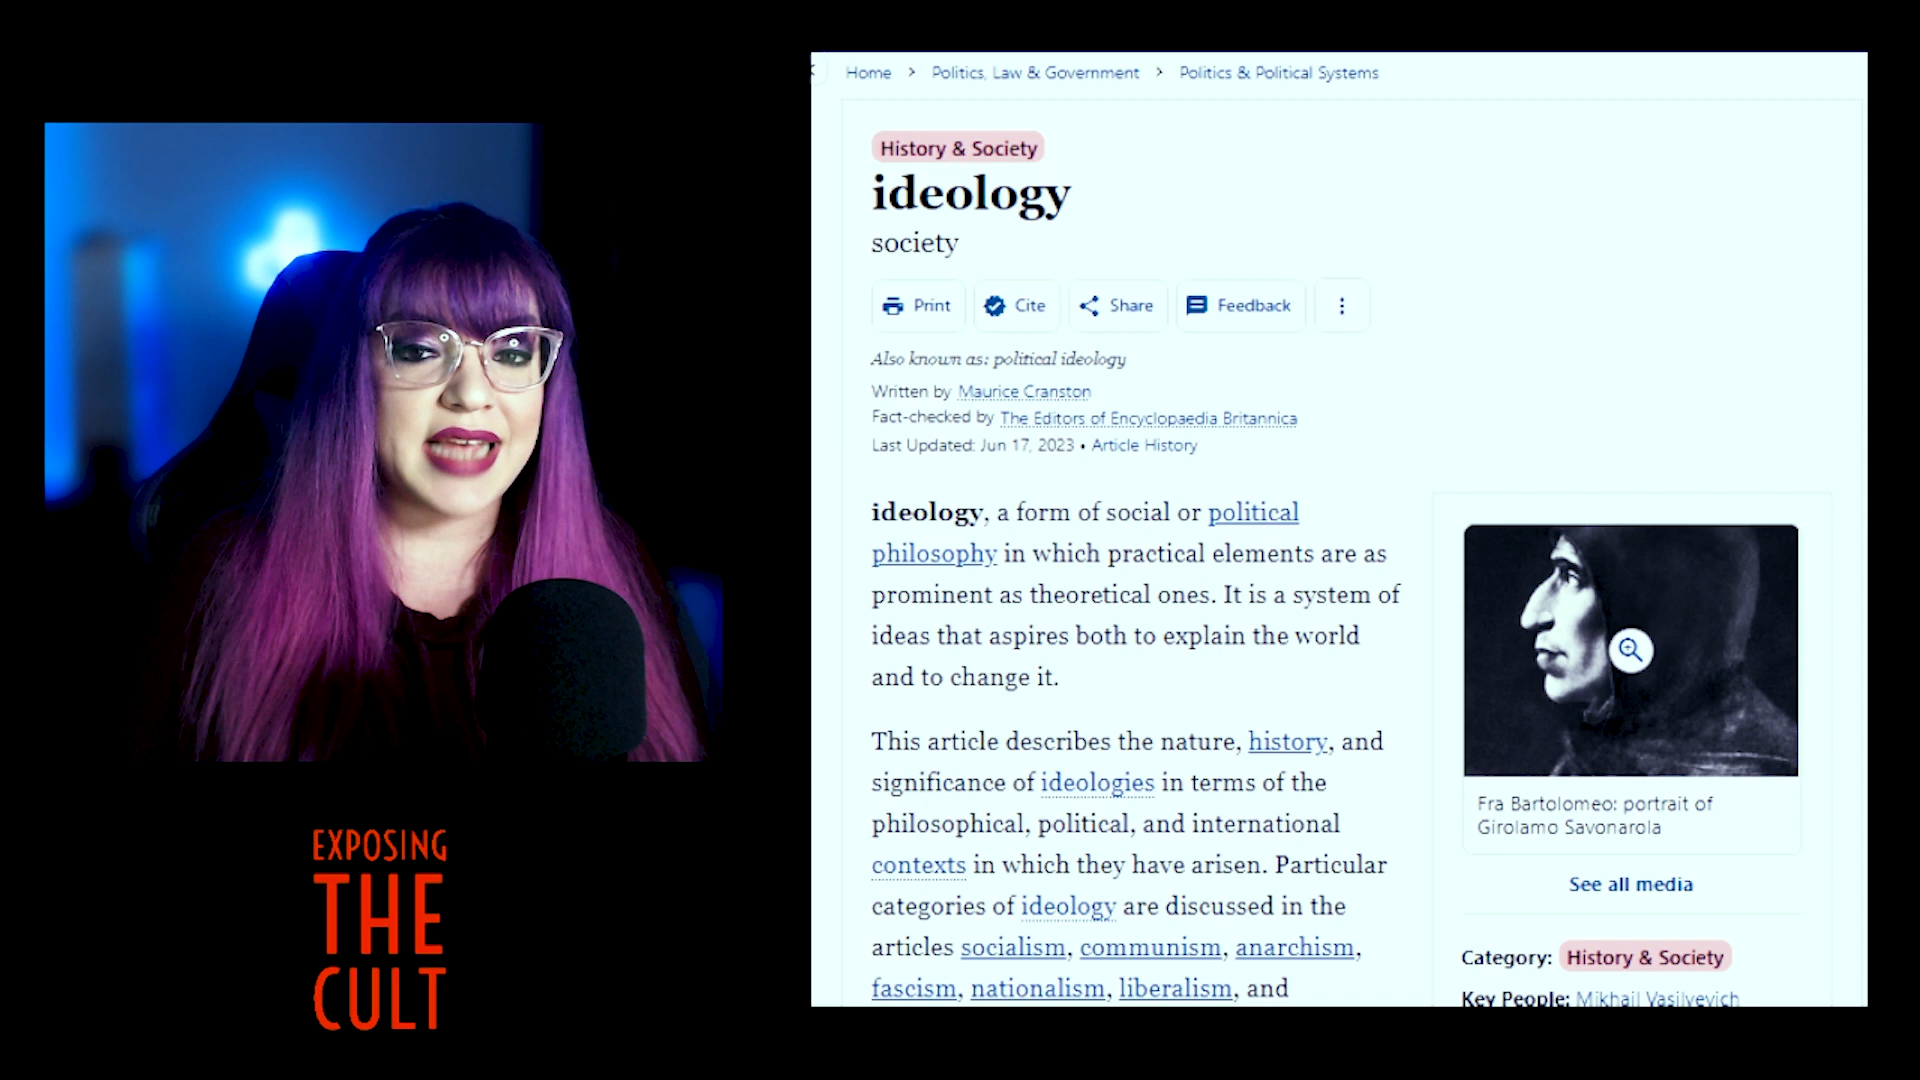 EXPOSING
THE
CULT
Home > Politics, Law & Government > Politics & Political Systems
History & Society
ideology
society
Print Cite Share Feedback
Also known as: political ideology
Written by Maurice Cranston
Fact-checked by The Editors of Encyclopaedia Britannica
Last Updated: Jun 17, 2023 • Article History
ideology, a form of social or political
philosophy in which practical elements are as
prominent as theoretical ones. It is a system of
ideas that aspires both to explain the world
and to change it.
This article describes the nature, history, and
significance of ideologies in terms of the
philosophical, political, and international
contexts in which they have arisen. Particular
categories of ideology are discussed in the
articles socialism, communism, anarchism,
fascism, nationalism, liberalism, and
Fra Bartolomeo: portrait of
Girolamo Savonarola
See all media
Category: History & Society
Key People: Mikhail Vasilyevich